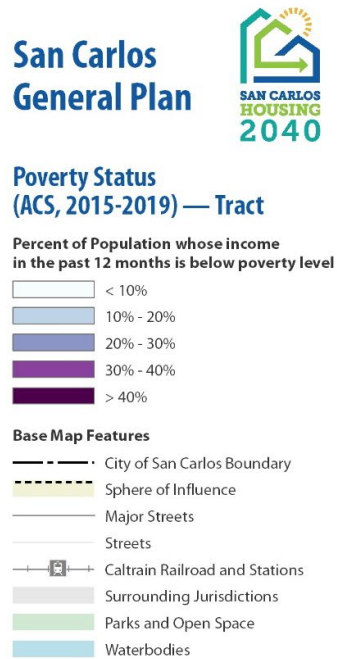 San Carlos
General Plan
SAN CARLOS
HOUSING
2040
Poverty Status
(ACS, 2015-2019) — Tract
Percent of Population whose income
in the past 12 months is below poverty level
< 10%
10% - 20%
20% - 30%
30% - 40%
> 40%
Base Map Features
City of San Carlos Boundary
Sphere of Influence
Major Streets
Streets
Caltrain Railroad and Stations
Surrounding Jurisdictions
Parks and Open Space
Waterbodies